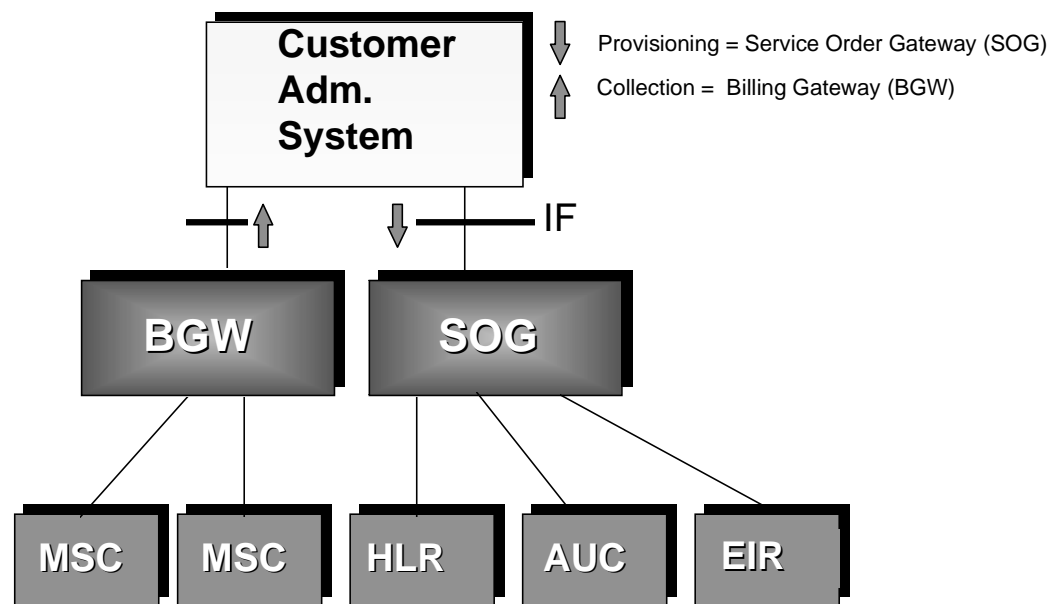 Customer
Adm.
System
Provisioning = Service Order Gateway (SOG)
Collection = Billing Gateway (BGW)
IF
BGW
SOG
MSC
MSC
HLR
AUC
EIR